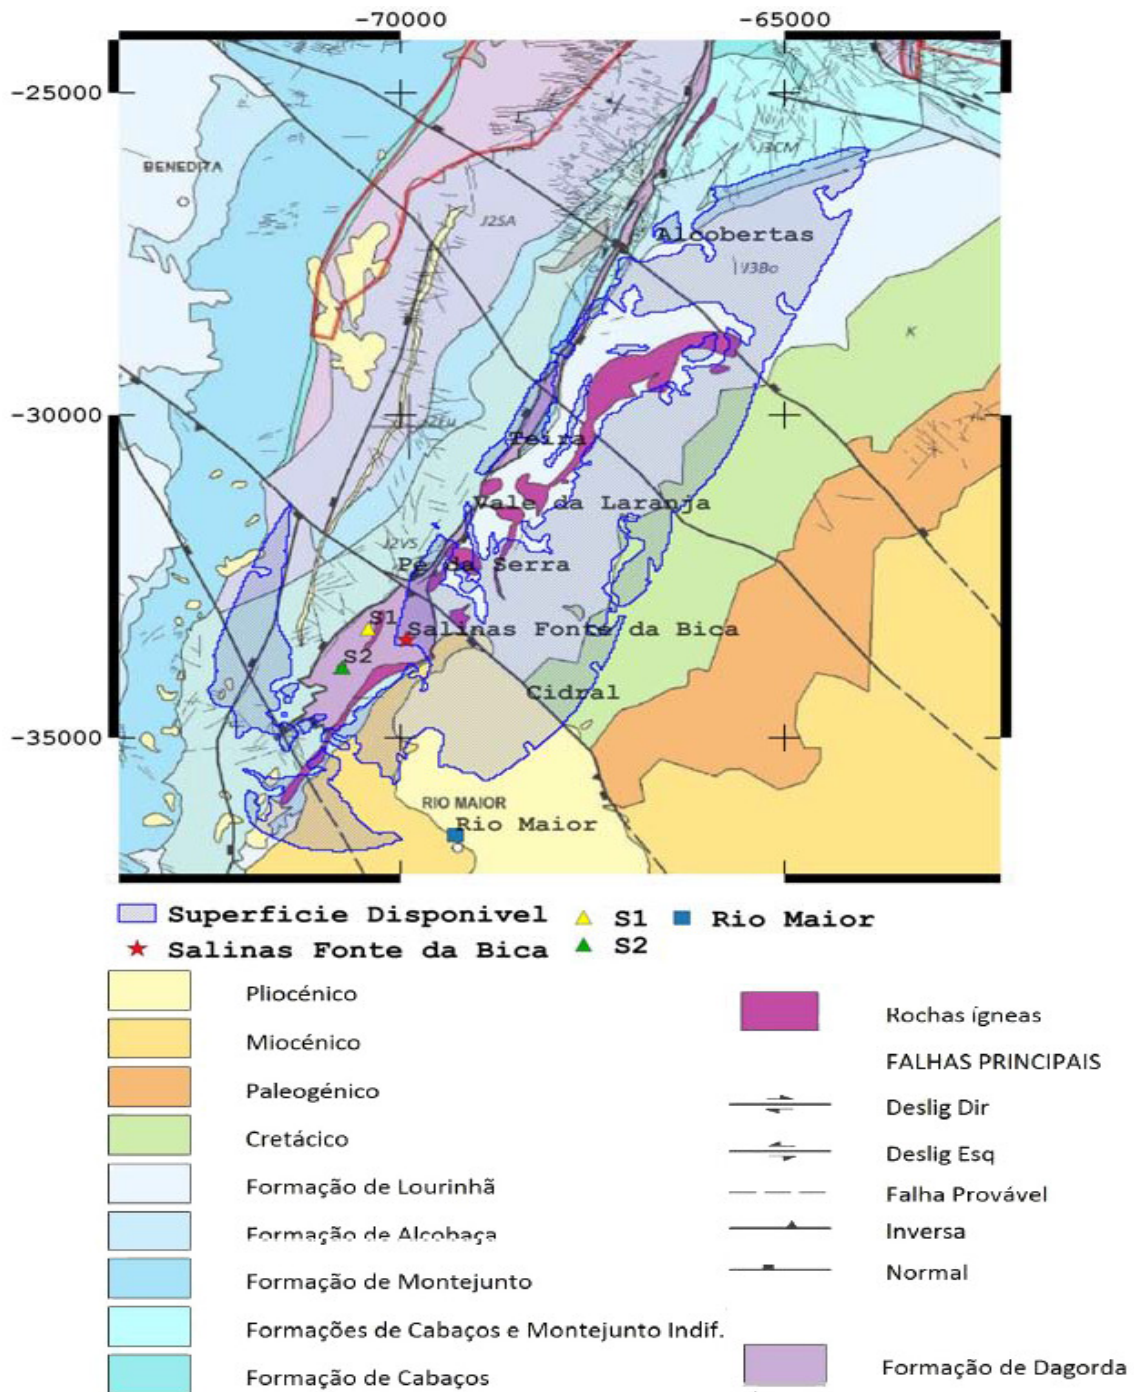 -70000 -65000
-25000
BENEDITA
J3CM
J2SA
Alcobertas
J3Bo
K
-30000
J2Fu
Teira
Vale da Laranja
J2VS
Pé da Serra
S1
Salinas Fonte da Bica
S2
Cidral
-35000
RIO MAIOR
Rio Maior
Superficie Disponivel S1 Rio Maior
Salinas Fonte da Bica S2
Pliocénico
Miocénico
Paleogénico
Cretácico
Formação de Lourinhã
Formação de Alcobaça
Formação de Montejunto
Formações de Cabaços e Montejunto Indif.
Formação de Cabaços
Rochas ígneas
FALHAS PRINCIPAIS
Deslig Dir
Deslig Esq
Falha Provável
Inversa
Normal
Formação de Dagorda